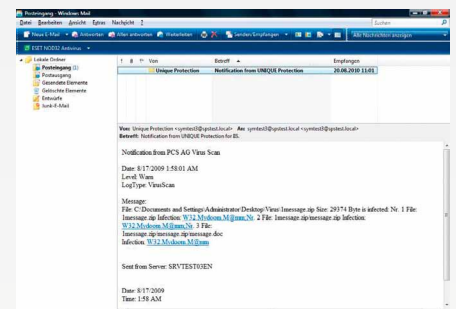 Posteingang - Windows Mail
Datei Bearbeiten Ansicht Extras Nachricht ? Suchen
Neue E-Mail Antworten Allen antworten Weiterleiten Senden/Empfangen Alle Nachrichten anzeigen
ESET NOD32 Antivirus
Lokale Ordner
Posteingang (1)
Postausgang
Gesendete Elemente
Gelöschte Elemente
Entwürfe
Junk-E-Mail
! Von Betreff Empfangen
Unique Protection Notification from UNIQUE Protection 20.08.2010 11:01
Von: Unique Protection <symtest3@spstest.local> An: symtest3@spstest.local <symtest3@spstest.local>
Betreff: Notification from UNIQUE Protection for ES.
Notification from PCS AG Virus Scan
Date: 8/17/2009 1:58:01 AM
Level: Warn
LogType: VirusScan
Message:
File: C:\Documents and Settings\Administrator\Desktop\Virus\1message.zip Size: 29374 Byte is infected: Nr. 1 File:
1message.zip Infection: W32.Mydoom.M@mm;Nr. 2 File: 1message.zip/message.zip Infection:
W32.Mydoom.M@mm;Nr. 3 File:
1message.zip/message.zip/message.doc
Infection: W32.Mydoom.M@mm
Sent from Server: SRVTEST03EN
Date: 8/17/2009
Time: 1:58 AM